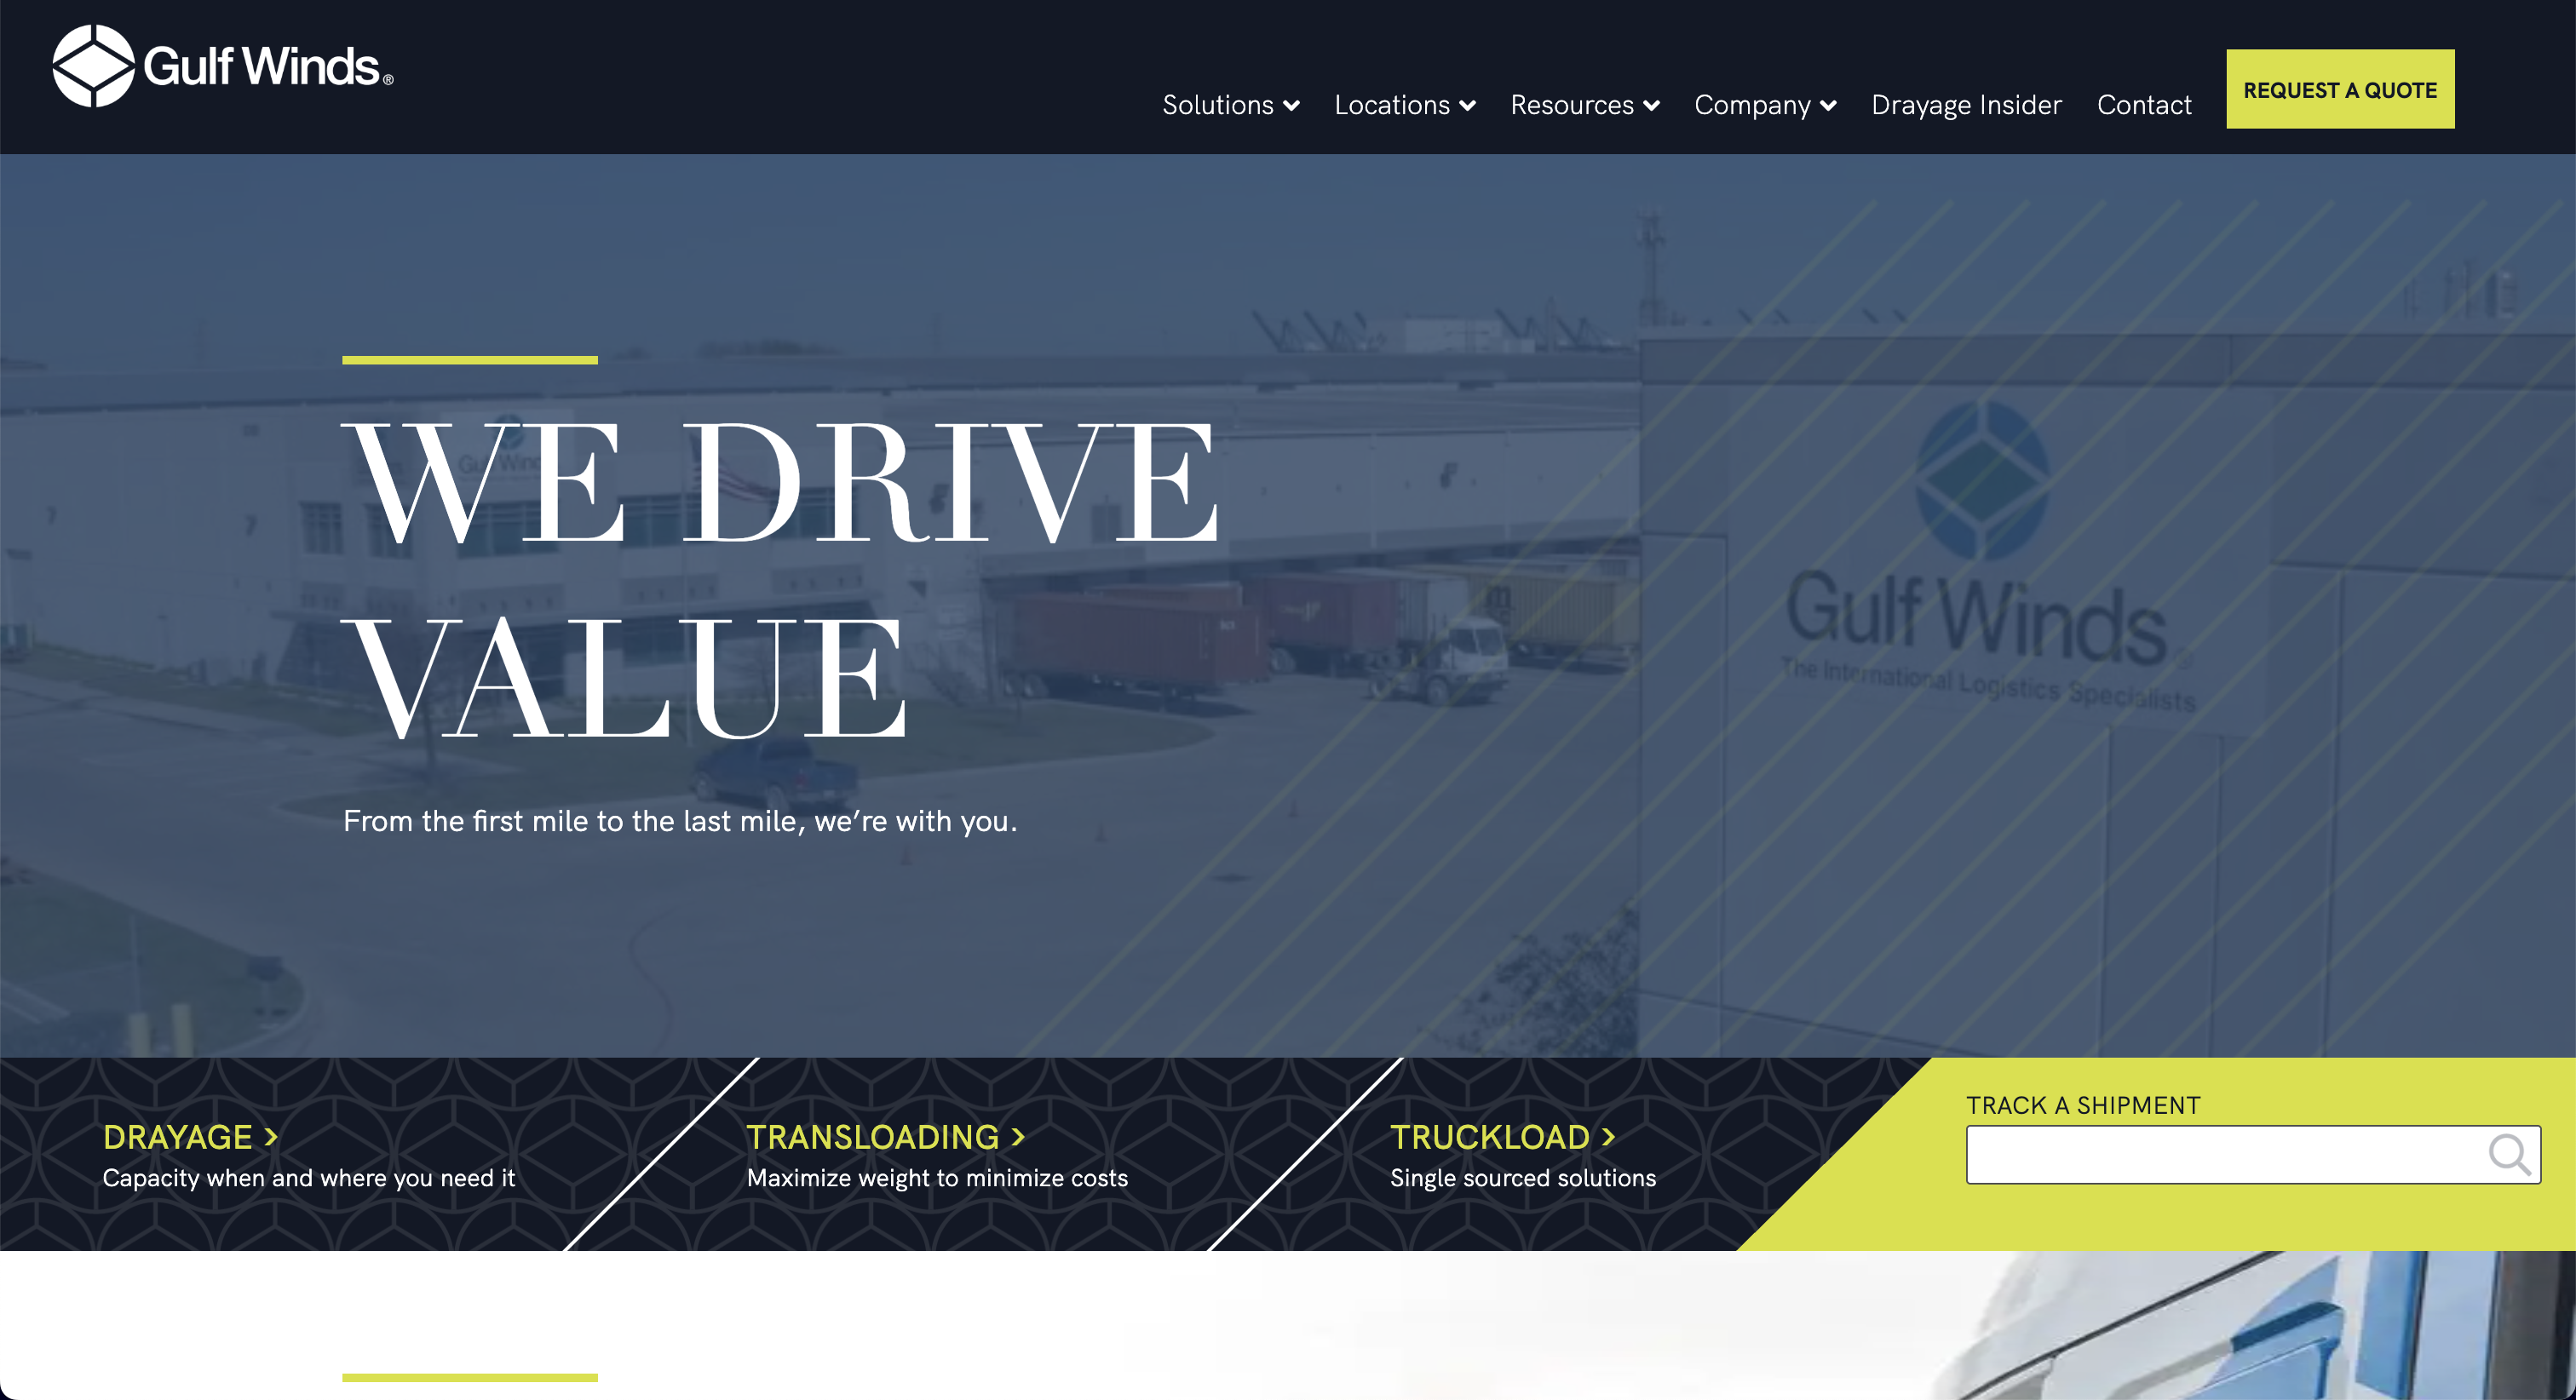 Gulf Winds®
Solutions Locations Resources Company Drayage Insider Contact REQUEST A QUOTE
WE DRIVE
VALUE
From the first mile to the last mile, we’re with you.
Gulf Winds®
The International Logistics Specialists
DRAYAGE >
Capacity when and where you need it
TRANSLOADING >
Maximize weight to minimize costs
TRUCKLOAD >
Single sourced solutions
TRACK A SHIPMENT